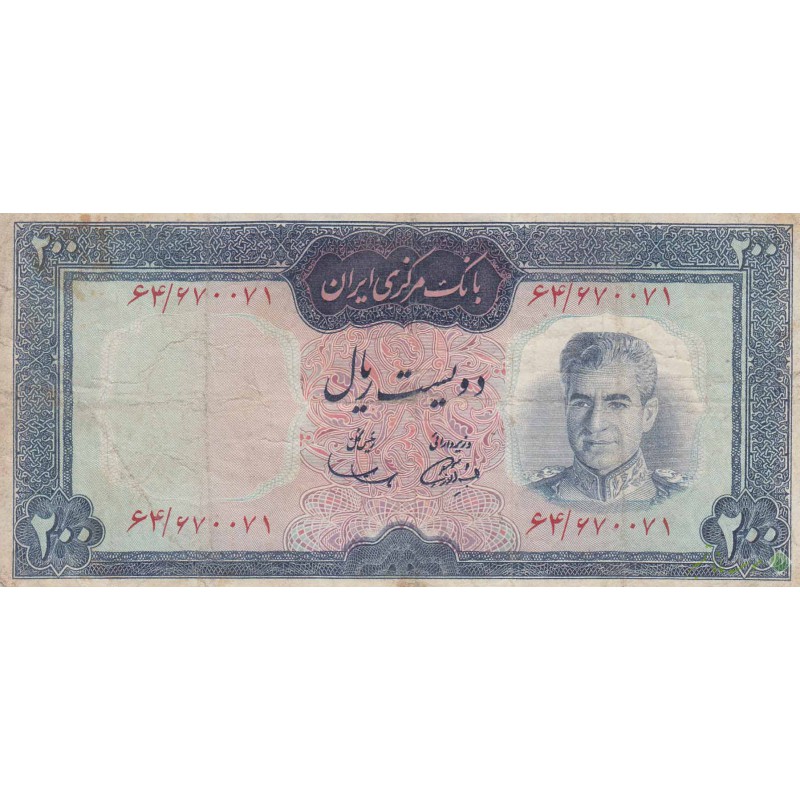 ۲۰۰ ۲۰۰
بانک مرکزی ایران
۶۴/۶۷۰۰۷۱ ۶۴/۶۷۰۰۷۱
دویست ریال
وزیر دارائی رئیس کل
۶۴/۶۷۰۰۷۱ ۶۴/۶۷۰۰۷۱
۲۰۰ ۲۰۰